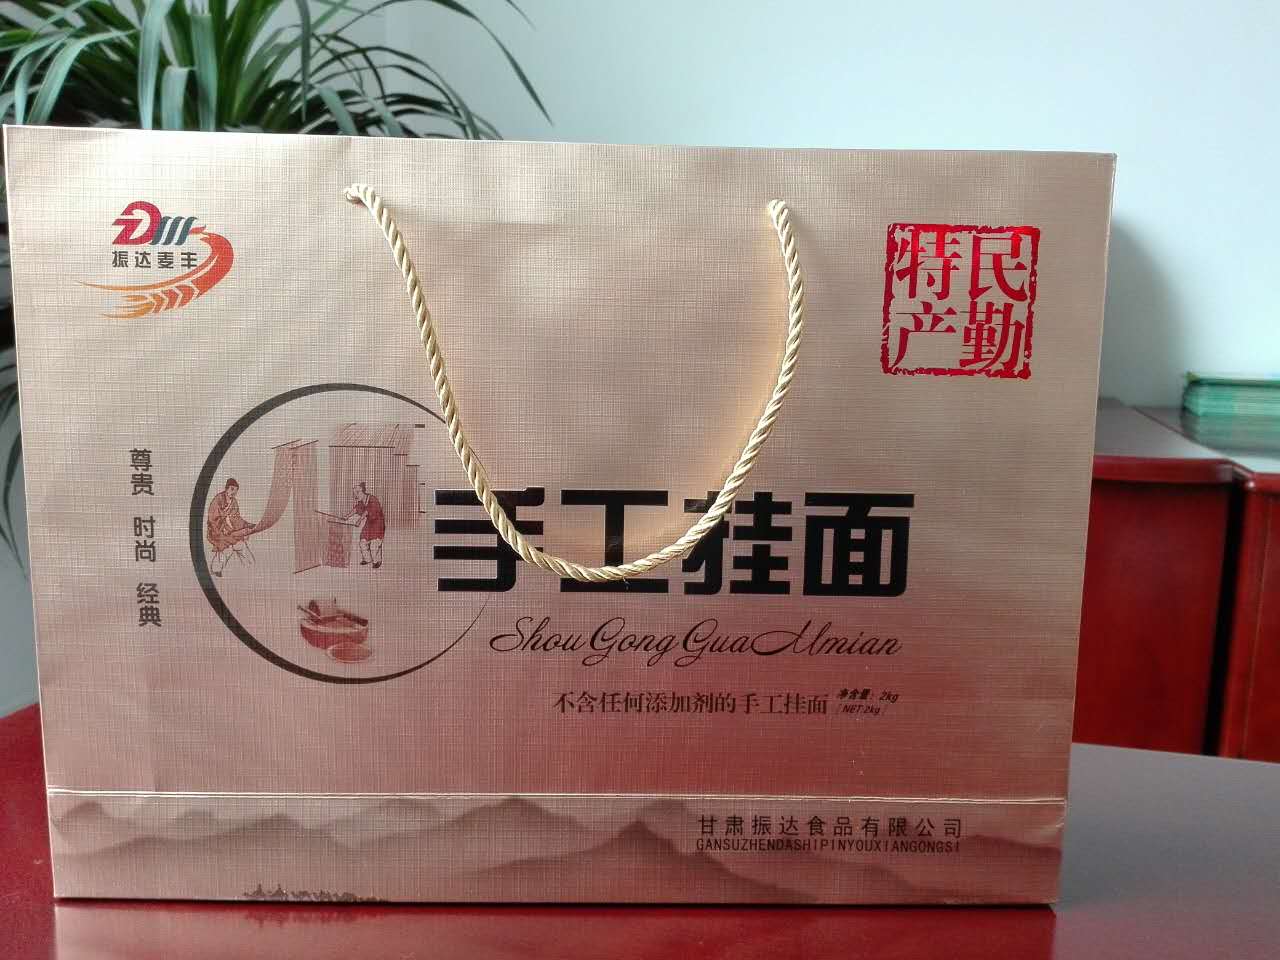 振达麦丰
民勤
特产
尊贵 时尚 经典
手工挂面
Shou Gong Gua Mmian
不含任何添加剂的手工挂面
净含量：2kg
NET:2kg
甘肃振达食品有限公司
GANSUZHENDASHIPINYOUXIANGONGSI